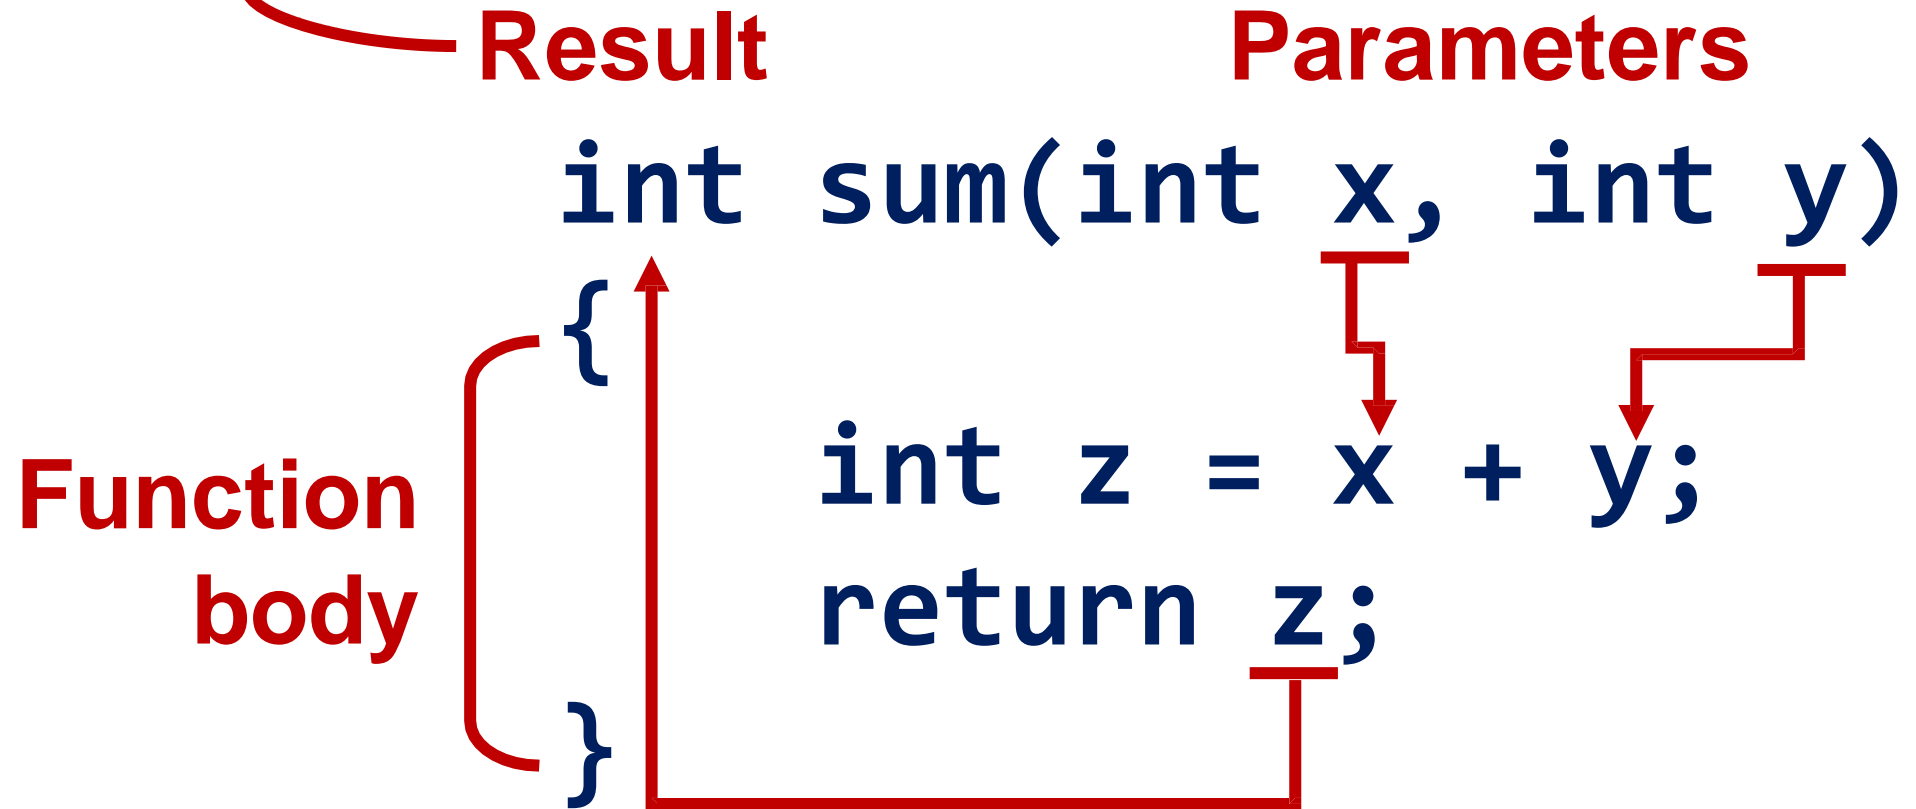 Result Parameters
int sum(int x, int y)
{
int z = x + y;
Function
body
return z;
}